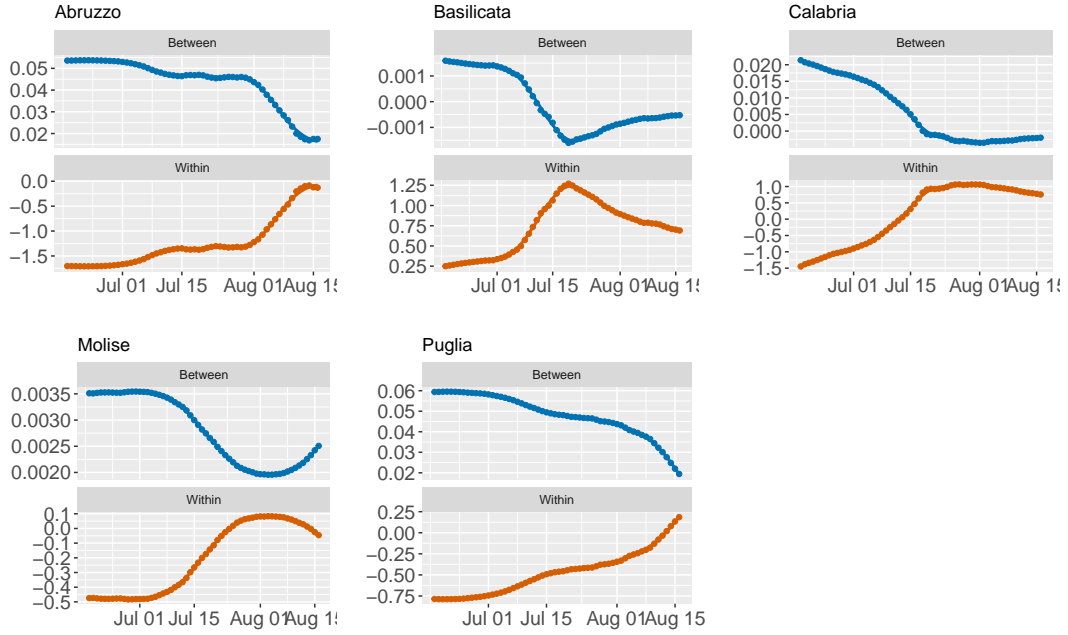 Abruzzo
Between
0.05
0.04
0.03
0.02
Within
0.0
−0.5
−1.0
−1.5
Jul 01 Jul 15 Aug 01 Aug 15
Basilicata
Between
0.001
0.000
−0.001
Within
1.25
1.00
0.75
0.50
0.25
Jul 01 Jul 15 Aug 01 Aug 15
Calabria
Between
0.020
0.015
0.010
0.005
0.000
Within
1.0
0.5
0.0
−0.5
−1.0
−1.5
Jul 01 Jul 15 Aug 01 Aug 15
Molise
Between
0.0035
0.0030
0.0025
0.0020
Within
0.1
0.0
−0.1
−0.2
−0.3
−0.4
−0.5
Jul 01 Jul 15 Aug 01 Aug 15
Puglia
Between
0.06
0.05
0.04
0.03
0.02
Within
0.25
0.00
−0.25
−0.50
−0.75
Jul 01 Jul 15 Aug 01 Aug 15